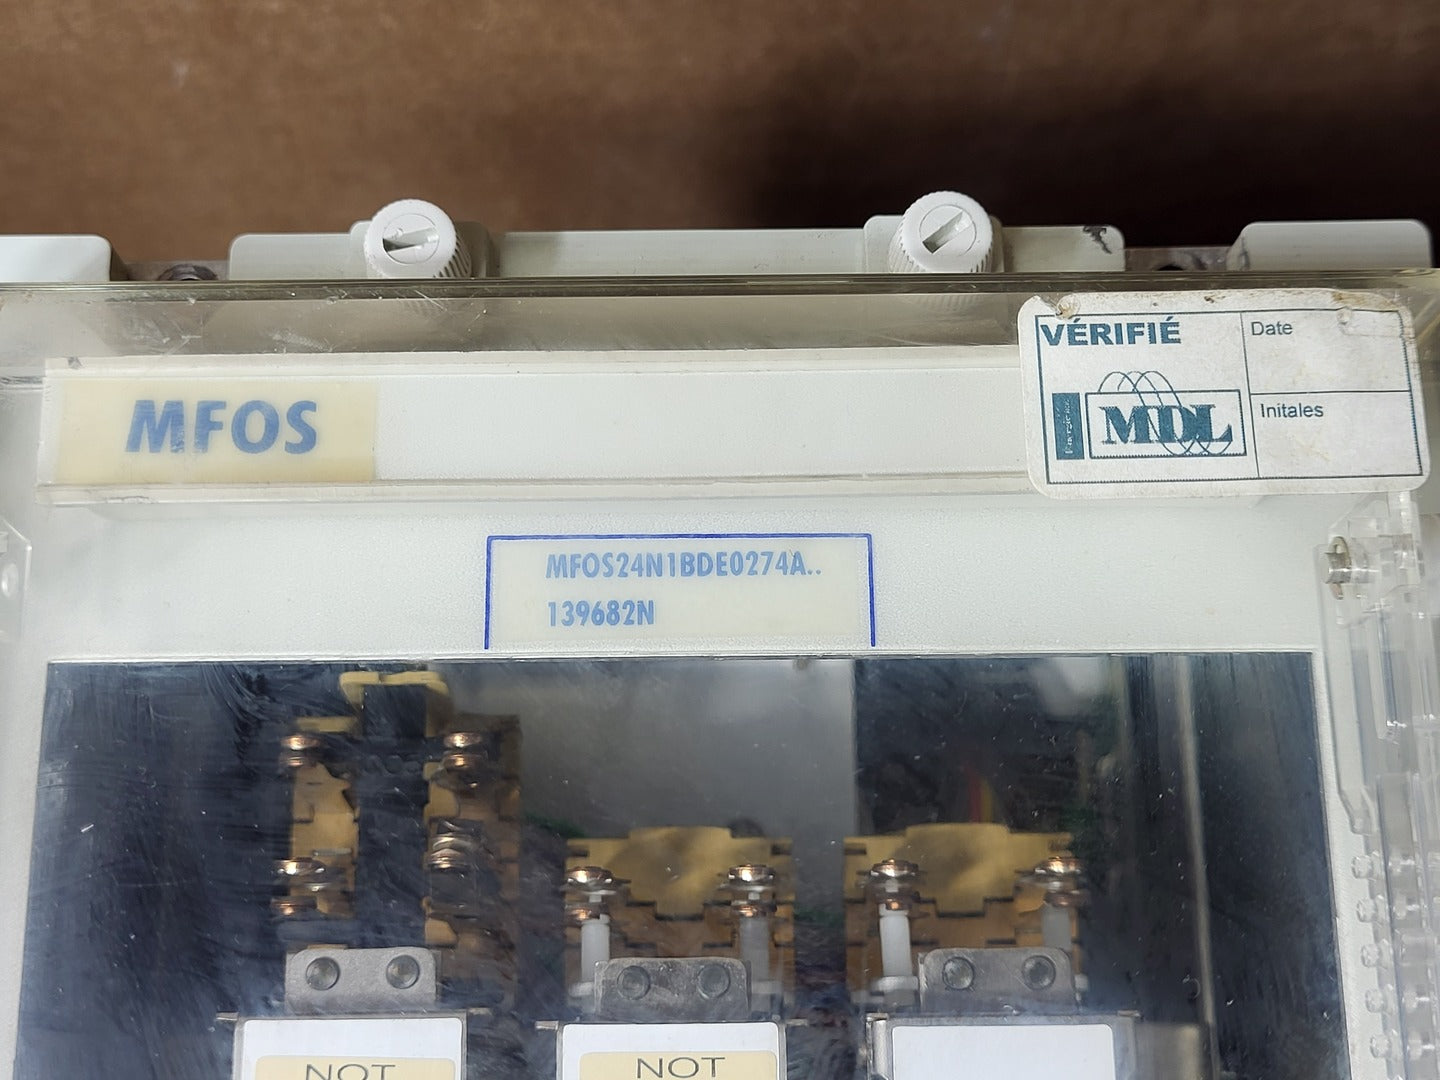 VÉRIFIÉ
Date
MDL
Initales
MFOS
MFOS24N1BDE0274A..
139682N
NOT
NOT